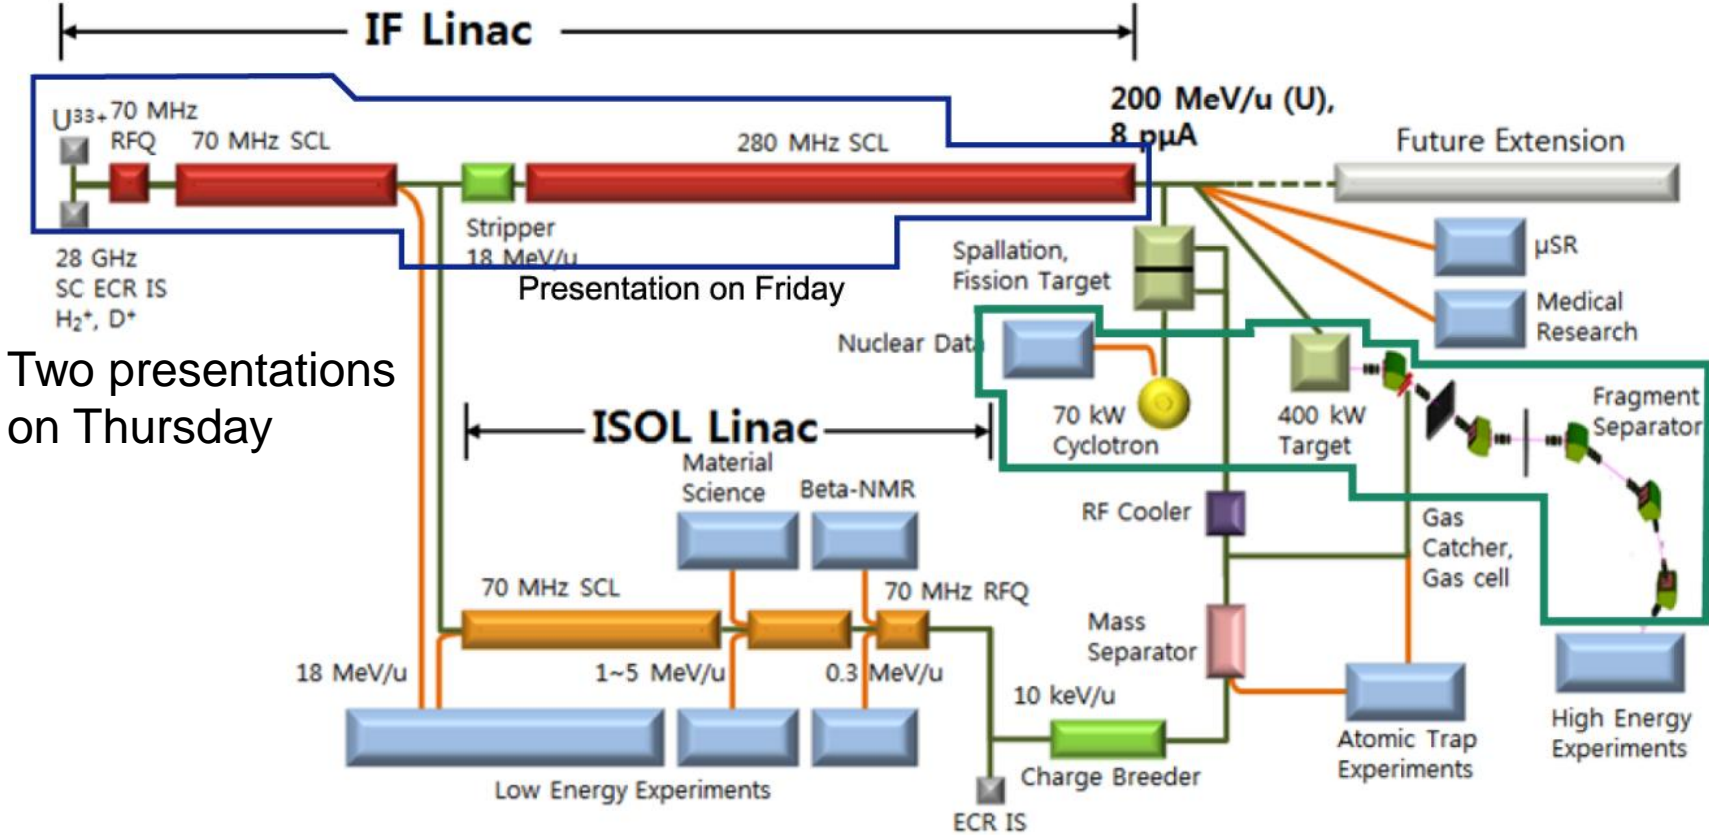 IF Linac
200 MeV/u (U),
8 pμA
U³³⁺
70 MHz
RFQ
70 MHz SCL
280 MHz SCL
Future Extension
Stripper
18 MeV/u
28 GHz
SC ECR IS
H₂⁺, D⁺
Presentation on Friday
Spallation,
Fission Target
μSR
Medical
Research
Nuclear Data
Two presentations
on Thursday
70 kW
Cyclotron
400 kW
Target
Fragment
Separator
ISOL Linac
Material
Science
Beta-NMR
RF Cooler
Gas
Catcher,
Gas cell
70 MHz SCL
70 MHz RFQ
Mass
Separator
18 MeV/u
1~5 MeV/u
0.3 MeV/u
10 keV/u
Low Energy Experiments
Charge Breeder
ECR IS
Atomic Trap
Experiments
High Energy
Experiments